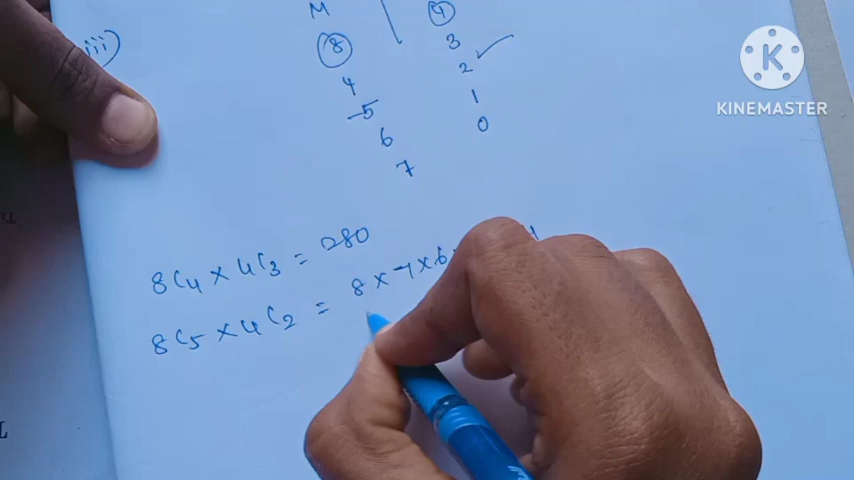 iii)
M 4
8 3
4 2
5 1
6 0
7
8C4 x 4C3 = 280
8C5 x 4C2 = 8 x 7 x 6
K
KINEMASTER